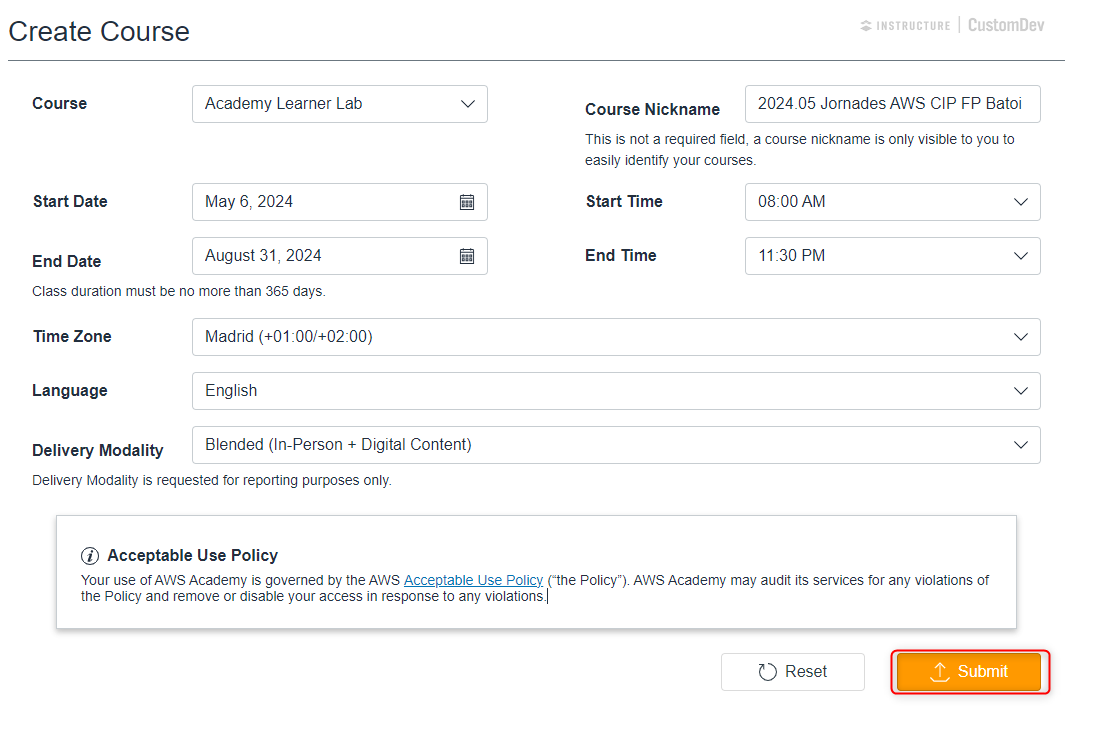 Create Course
INSTRUCTURE | CustomDev
Course
Academy Learner Lab
Course Nickname
2024.05 Jornades AWS CIP FP Batoi
This is not a required field, a course nickname is only visible to you to
easily identify your courses.
Start Date
May 6, 2024
Start Time
08:00 AM
End Date
August 31, 2024
End Time
11:30 PM
Class duration must be no more than 365 days.
Time Zone
Madrid (+01:00/+02:00)
Language
English
Delivery Modality
Blended (In-Person + Digital Content)
Delivery Modality is requested for reporting purposes only.
Acceptable Use Policy
Your use of AWS Academy is governed by the AWS Acceptable Use Policy (“the Policy”). AWS Academy may audit its services for any violations of
the Policy and remove or disable your access in response to any violations.
Reset
Submit